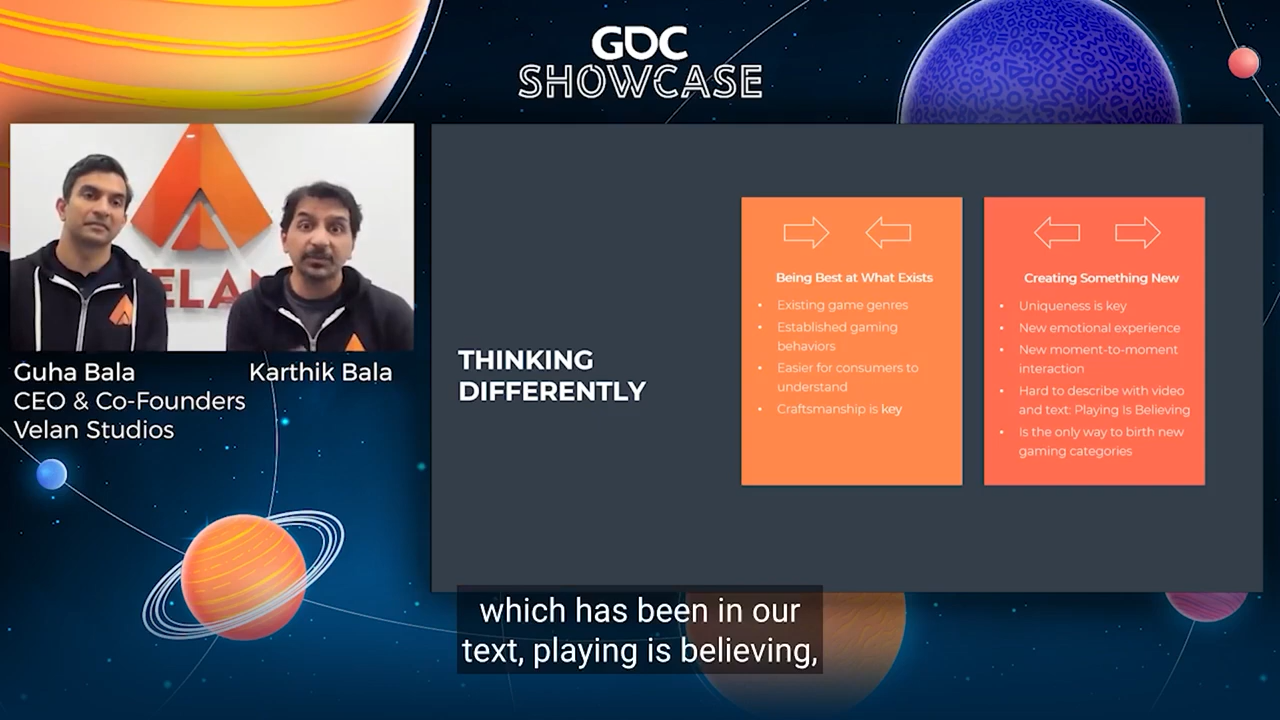 GDC
SHOWCASE
ELA
Guha Bala
Karthik Bala
CEO & Co-Founders
Velan Studios
THINKING
DIFFERENTLY
Being Best at What Exists
• Existing game genres
• Established gaming
behaviors
• Easier for consumers to
understand
• Craftsmanship is key
Creating Something New
• Uniqueness is key
• New emotional experience
• New moment-to-moment
interaction
• Hard to describe with video
and text: Playing Is Believing
• Is the only way to birth new
gaming categories
which has been in our
text, playing is believing,